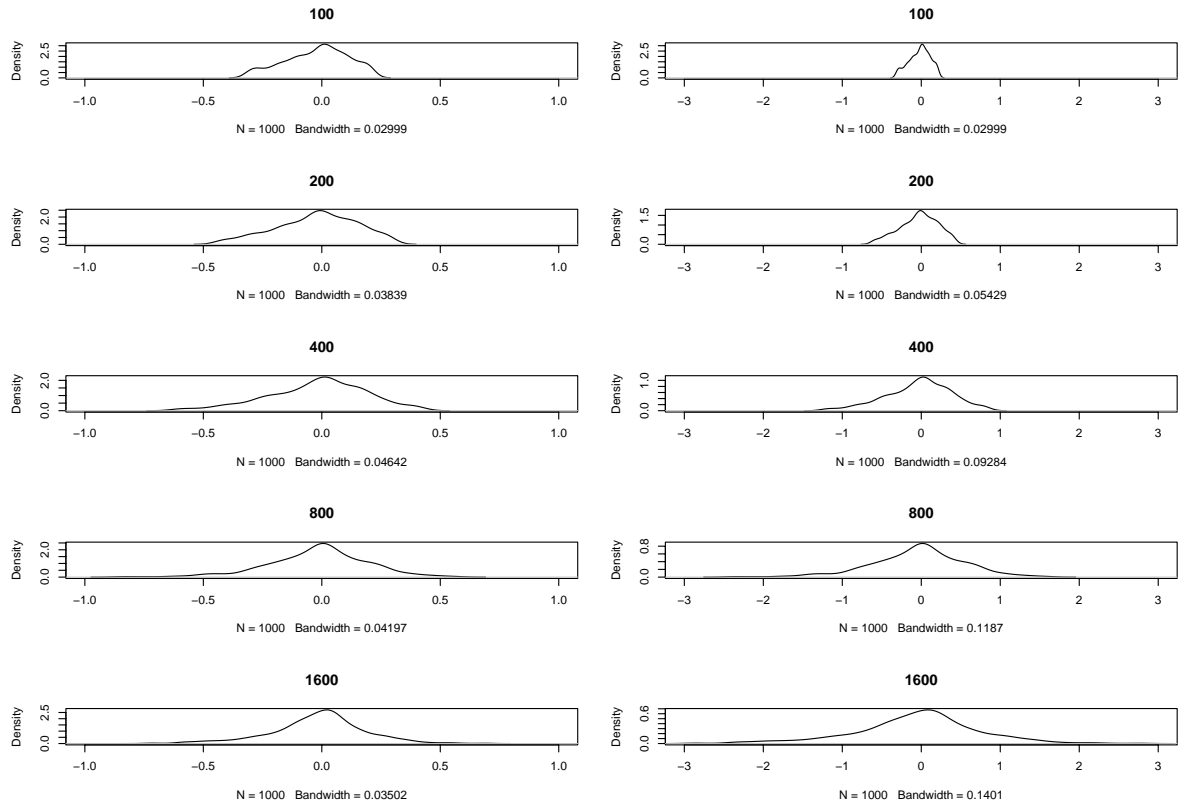 100
Density
0.0 2.5
−1.0 −0.5 0.0 0.5 1.0
N = 1000 Bandwidth = 0.02999
100
Density
0.0 2.5
−3 −2 −1 0 1 2 3
N = 1000 Bandwidth = 0.02999
200
Density
0.0 2.0
−1.0 −0.5 0.0 0.5 1.0
N = 1000 Bandwidth = 0.03839
200
Density
0.0 1.5
−3 −2 −1 0 1 2 3
N = 1000 Bandwidth = 0.05429
400
Density
0.0 2.0
−1.0 −0.5 0.0 0.5 1.0
N = 1000 Bandwidth = 0.04642
400
Density
0.0 1.0
−3 −2 −1 0 1 2 3
N = 1000 Bandwidth = 0.09284
800
Density
0.0 2.0
−1.0 −0.5 0.0 0.5 1.0
N = 1000 Bandwidth = 0.04197
800
Density
0.0 0.8
−3 −2 −1 0 1 2 3
N = 1000 Bandwidth = 0.1187
1600
Density
0.0 2.5
−1.0 −0.5 0.0 0.5 1.0
N = 1000 Bandwidth = 0.03502
1600
Density
0.0 0.6
−3 −2 −1 0 1 2 3
N = 1000 Bandwidth = 0.1401